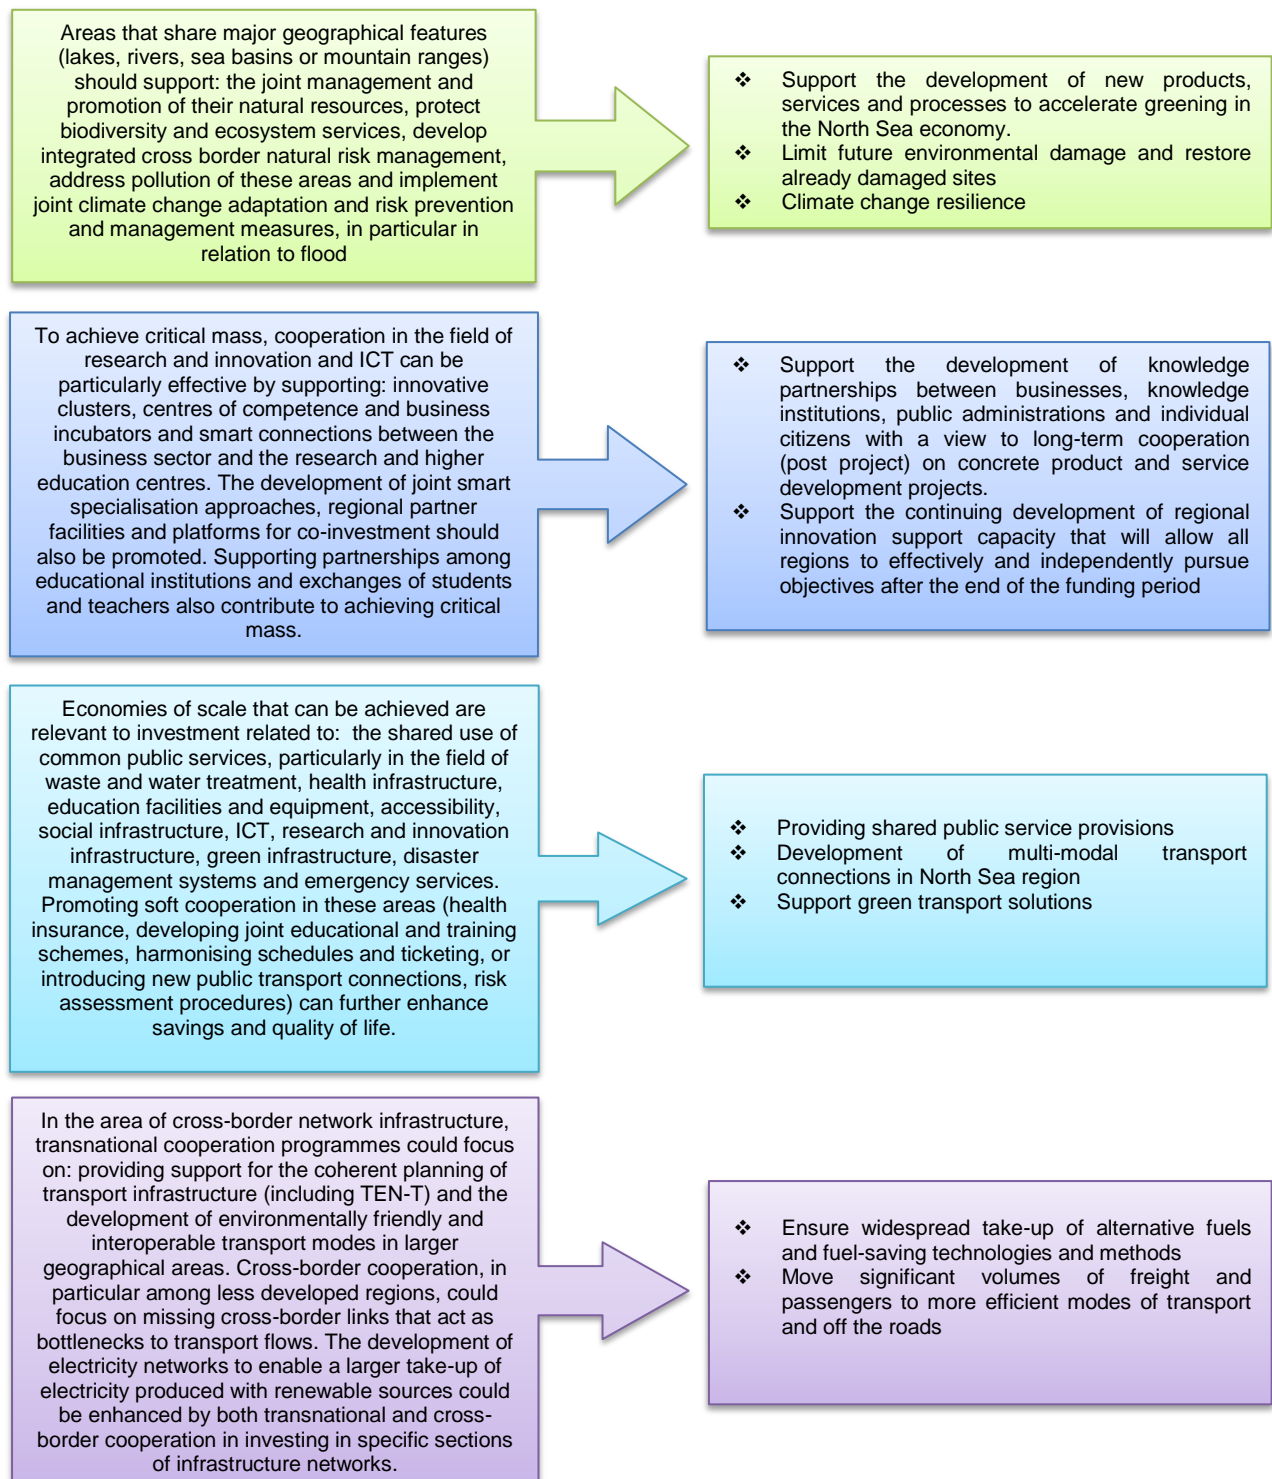 Areas that share major geographical features
(lakes, rivers, sea basins or mountain ranges)
should support: the joint management and
promotion of their natural resources, protect
biodiversity and ecosystem services, develop
integrated cross border natural risk management,
address pollution of these areas and implement
joint climate change adaptation and risk prevention
and management measures, in particular in
relation to flood
❖ Support the development of new products,
services and processes to accelerate greening in
the North Sea economy.
❖ Limit future environmental damage and restore
already damaged sites
❖ Climate change resilience
To achieve critical mass, cooperation in the field of
research and innovation and ICT can be
particularly effective by supporting: innovative
clusters, centres of competence and business
incubators and smart connections between the
business sector and the research and higher
education centres. The development of joint smart
specialisation approaches, regional partner
facilities and platforms for co-investment should
also be promoted. Supporting partnerships among
educational institutions and exchanges of students
and teachers also contribute to achieving critical
mass.
❖ Support the development of knowledge
partnerships between businesses, knowledge
institutions, public administrations and individual
citizens with a view to long-term cooperation
(post project) on concrete product and service
development projects.
❖ Support the continuing development of regional
innovation support capacity that will allow all
regions to effectively and independently pursue
objectives after the end of the funding period
Economies of scale that can be achieved are
relevant to investment related to: the shared use of
common public services, particularly in the field of
waste and water treatment, health infrastructure,
education facilities and equipment, accessibility,
social infrastructure, ICT, research and innovation
infrastructure, green infrastructure, disaster
management systems and emergency services.
Promoting soft cooperation in these areas (health
insurance, developing joint educational and training
schemes, harmonising schedules and ticketing, or
introducing new public transport connections, risk
assessment procedures) can further enhance
savings and quality of life.
❖ Providing shared public service provisions
❖ Development of multi-modal transport
connections in North Sea region
❖ Support green transport solutions
In the area of cross-border network infrastructure,
transnational cooperation programmes could focus
on: providing support for the coherent planning of
transport infrastructure (including TEN-T) and the
development of environmentally friendly and
interoperable transport modes in larger
geographical areas. Cross-border cooperation, in
particular among less developed regions, could
focus on missing cross-border links that act as
bottlenecks to transport flows. The development of
electricity networks to enable a larger take-up of
electricity produced with renewable sources could
be enhanced by both transnational and cross-
border cooperation in investing in specific sections
of infrastructure networks.
❖ Ensure widespread take-up of alternative fuels
and fuel-saving technologies and methods
❖ Move significant volumes of freight and
passengers to more efficient modes of transport
and off the roads